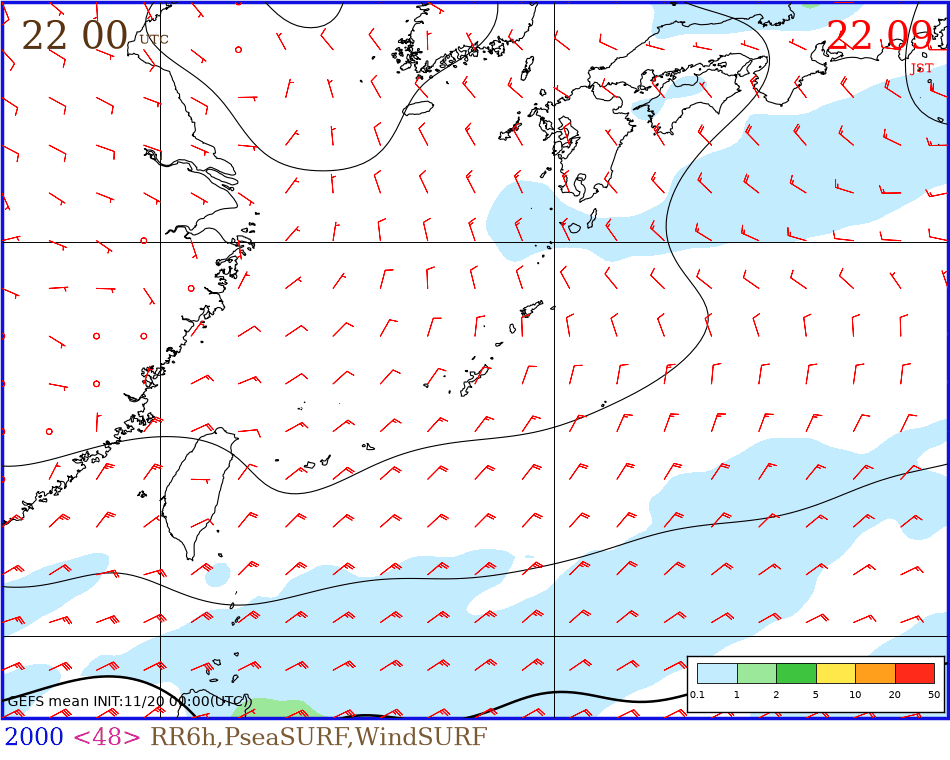 22 00 UTC
22 09
JST
0.1 1 2 5 10 20 50
GEFS mean INIT:11/20 00:00(UTC)
2000 <48> RR6h,PseaSURF,WindSURF